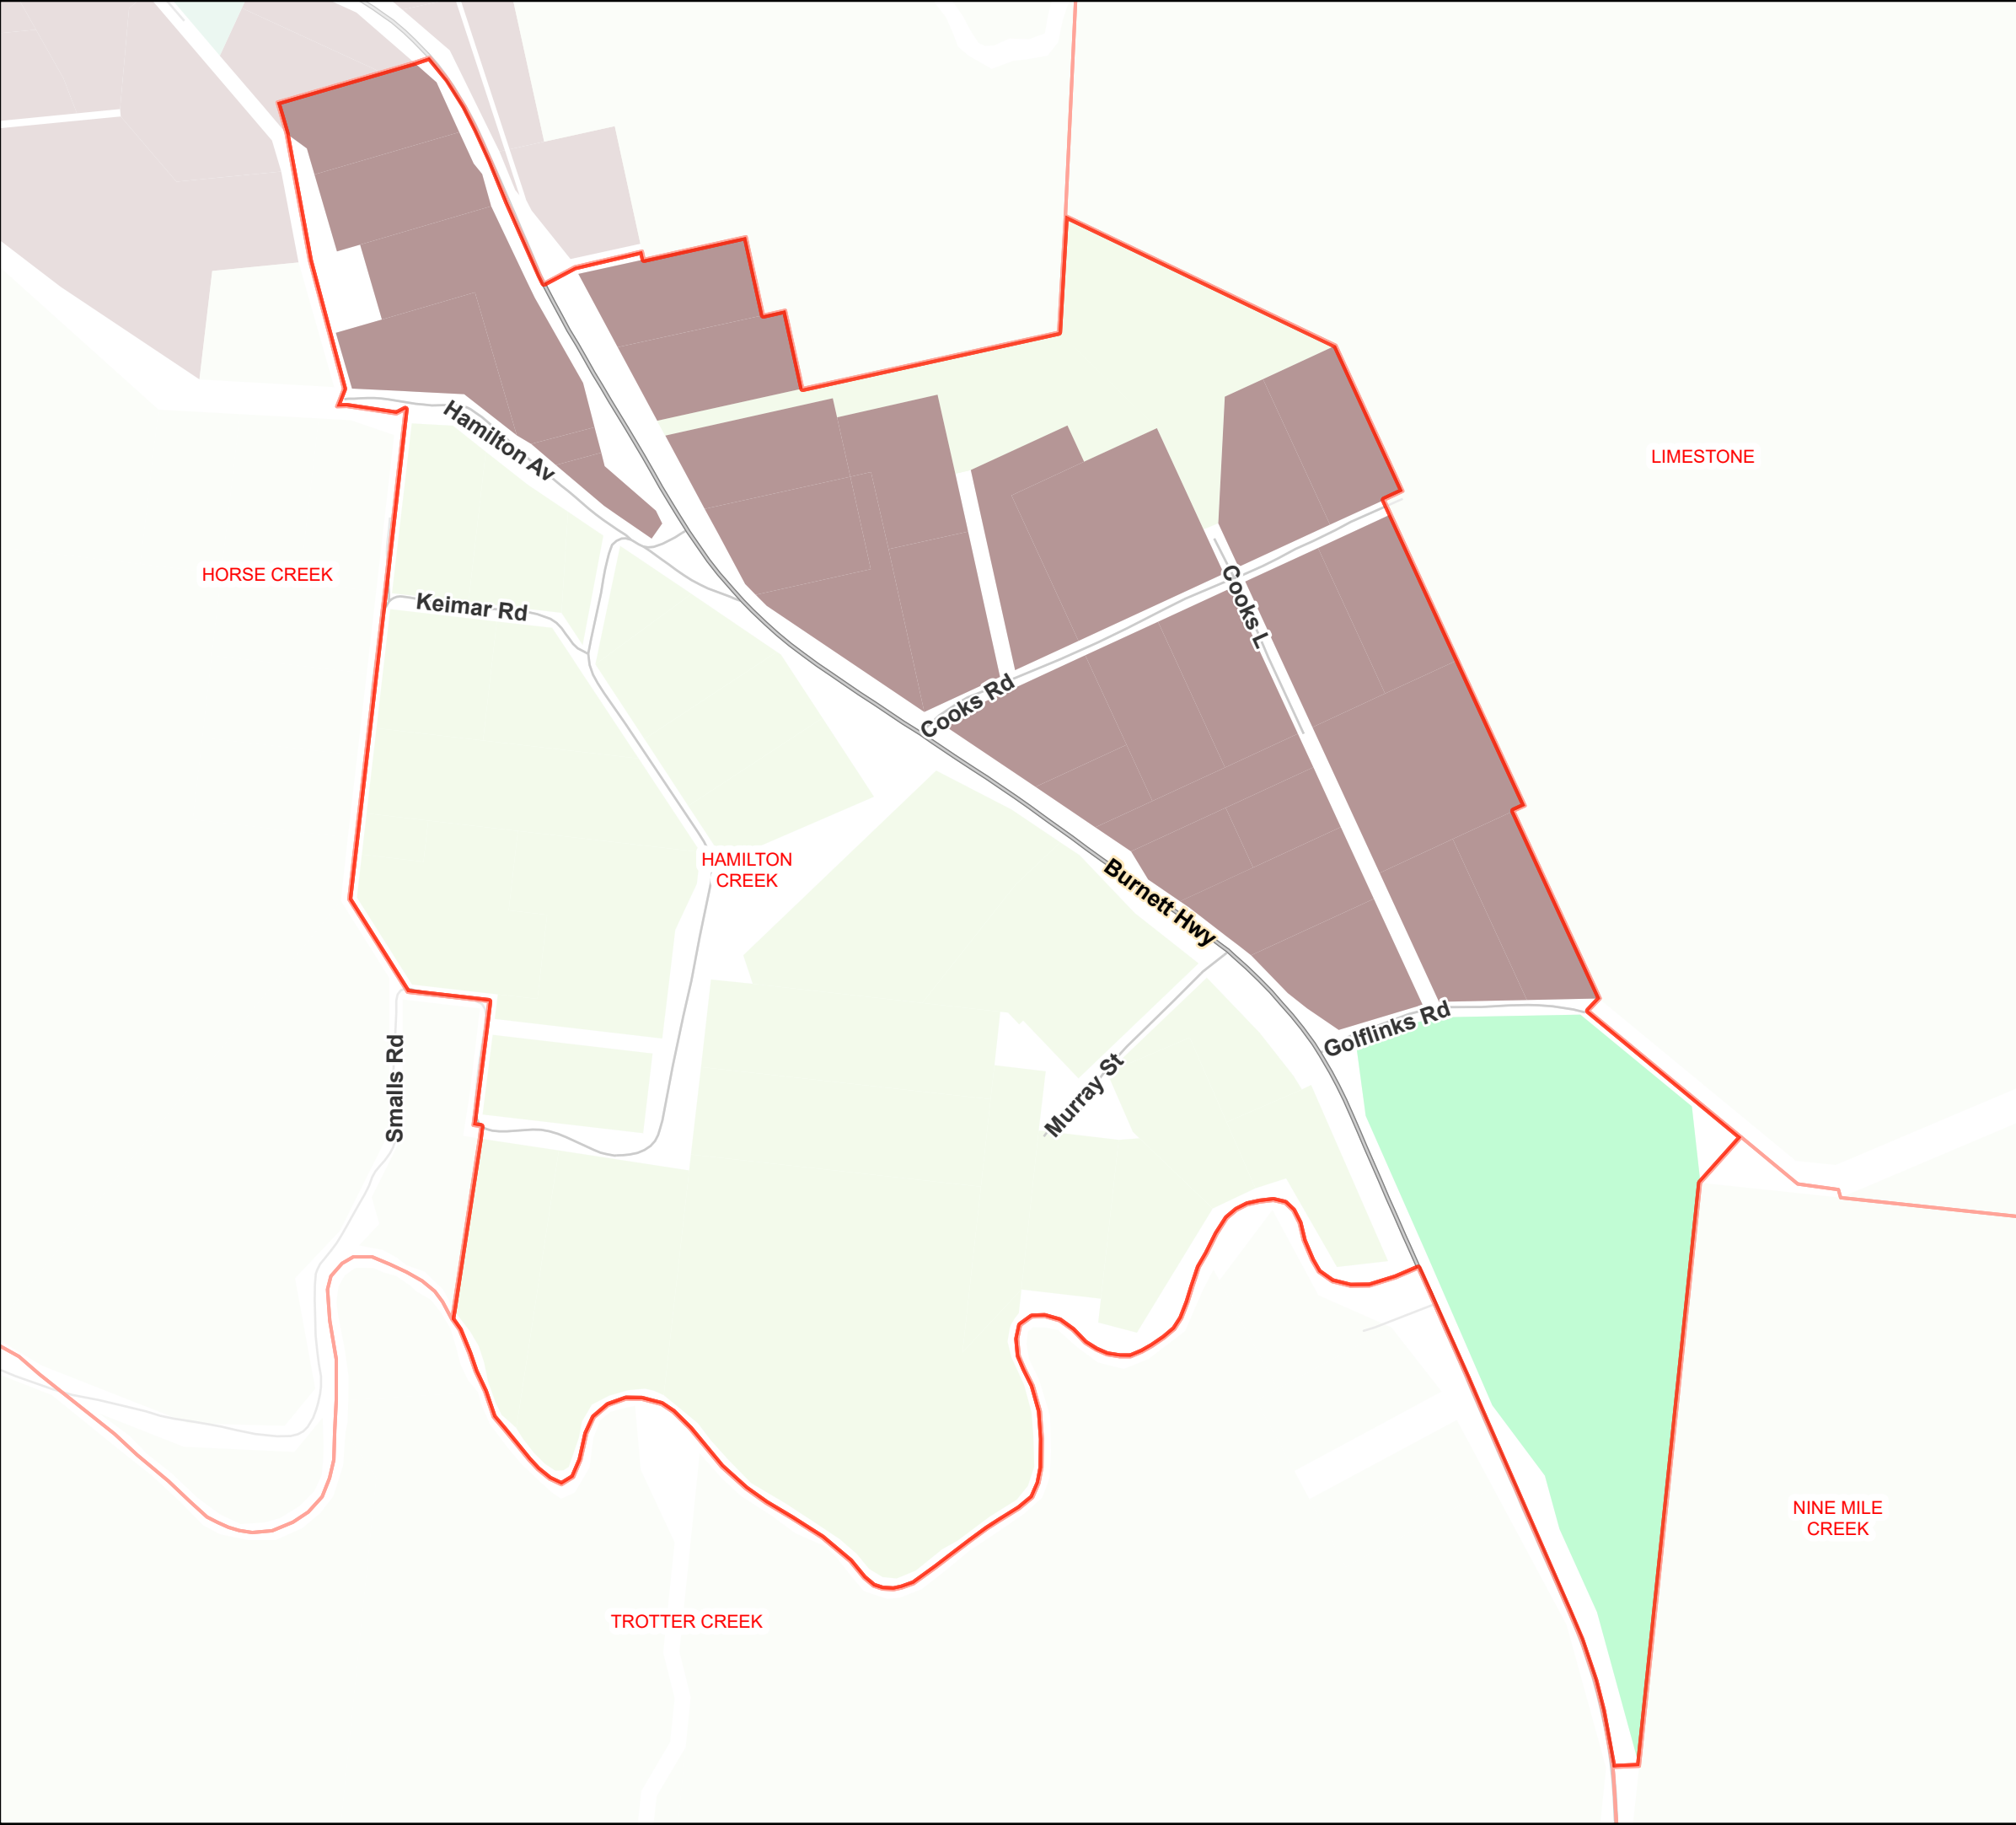 Hamilton Av
LIMESTONE
HORSE CREEK
Keimar Rd
Cooks L
Cooks Rd
HAMILTON
CREEK
Burnett Hwy
Golflinks Rd
Smalls Rd
Murray St
NINE MILE
CREEK
TROTTER CREEK